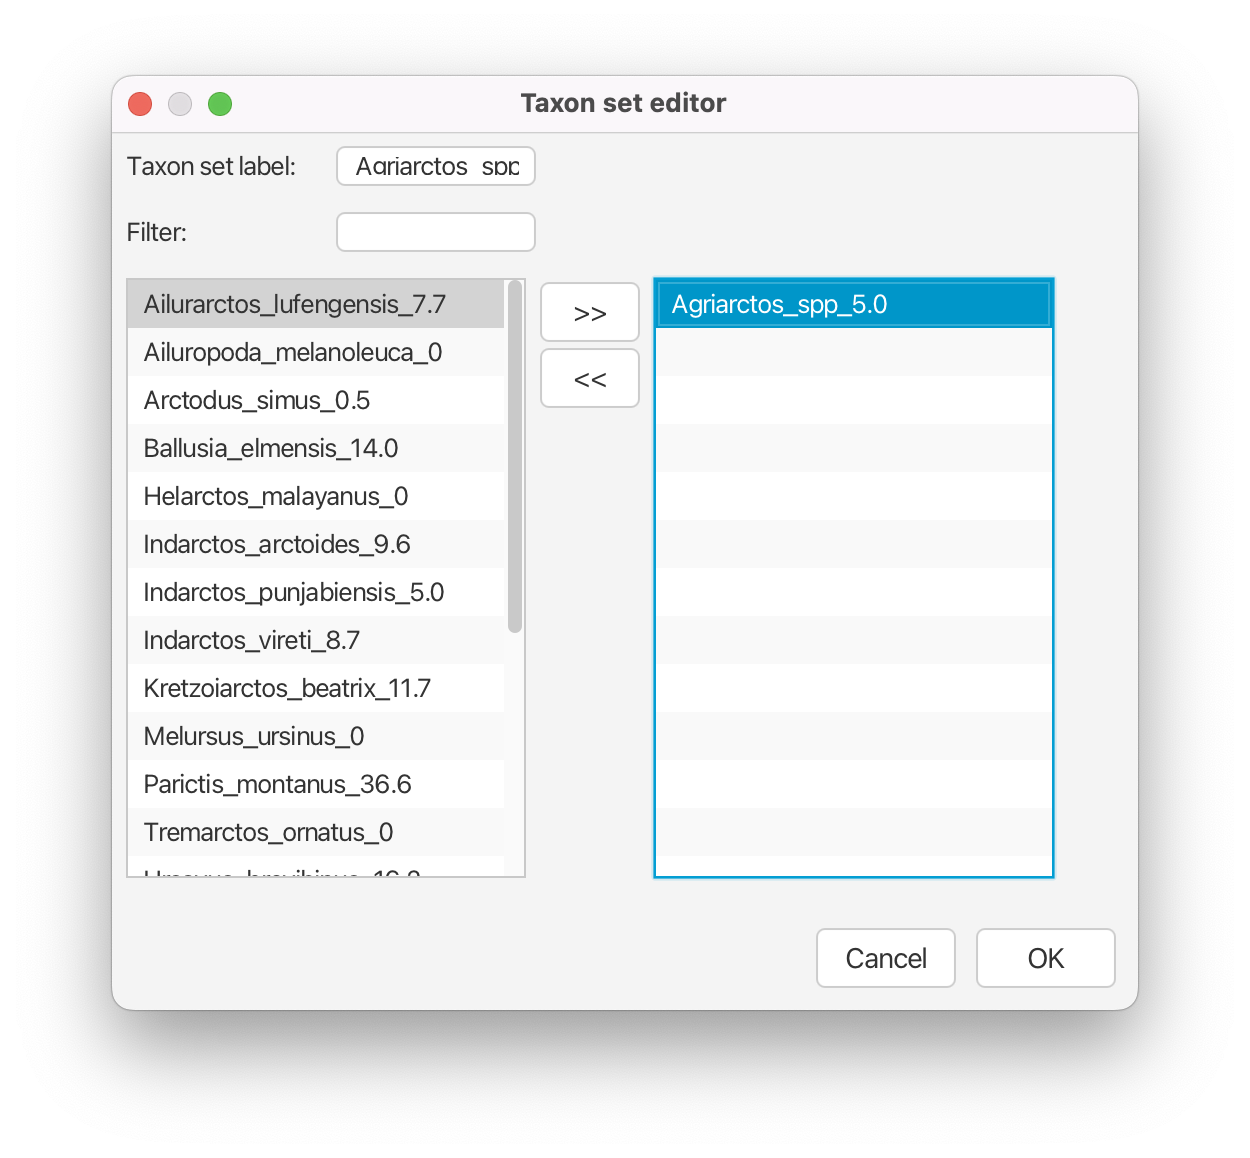 Taxon set editor
Taxon set label:
Agriarctos_spp
Filter:
Ailurarctos_lufengensis_7.7
Ailuropoda_melanoleuca_0
Arctodus_simus_0.5
Ballusia_elmensis_14.0
Helarctos_malayanus_0
Indarctos_arctoides_9.6
Indarctos_punjabiensis_5.0
Indarctos_vireti_8.7
Kretzoiarctos_beatrix_11.7
Melursus_ursinus_0
Parictis_montanus_36.6
Tremarctos_ornatus_0
>>
<<
Agriarctos_spp_5.0
Cancel
OK